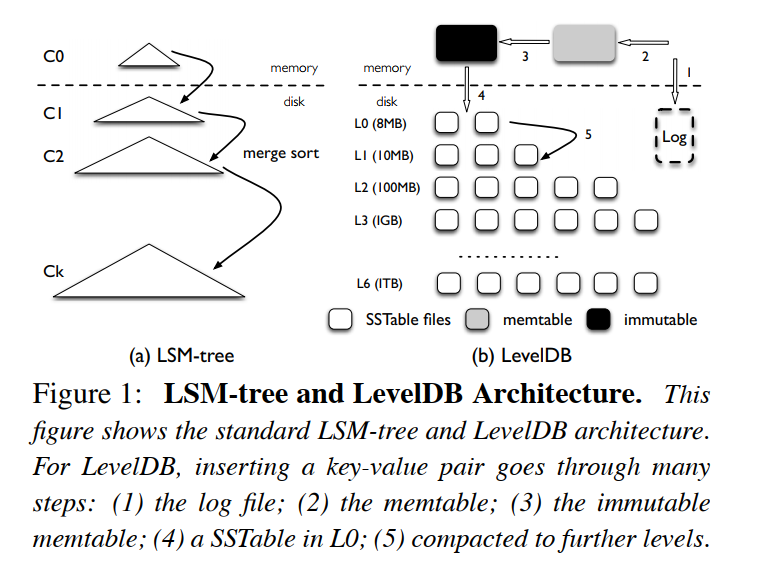 C0
memory
disk
C1
C2
merge sort
Ck
(a) LSM-tree
3
2
1
memory
disk
4
L0 (8MB)
5
Log
L1 (10MB)
L2 (100MB)
L3 (1GB)
.............
L6 (1TB)
SSTable files
memtable
immutable
(b) LevelDB
Figure 1: LSM-tree and LevelDB Architecture. This
figure shows the standard LSM-tree and LevelDB architecture.
For LevelDB, inserting a key-value pair goes through many
steps: (1) the log file; (2) the memtable; (3) the immutable
memtable; (4) a SSTable in L0; (5) compacted to further levels.